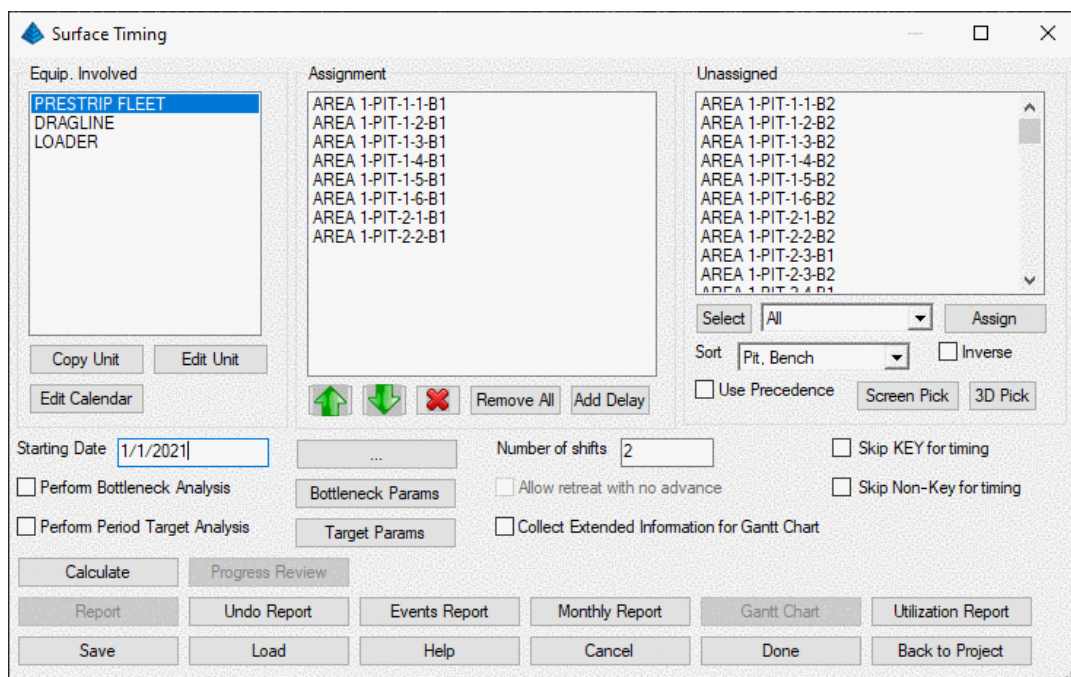 Surface Timing
Equip. Involved
PRESTRIP FLEET
DRAGLINE
LOADER
Copy Unit
Edit Unit
Edit Calendar
Assignment
AREA 1-PIT-1-1-B1
AREA 1-PIT-1-2-B1
AREA 1-PIT-1-3-B1
AREA 1-PIT-1-4-B1
AREA 1-PIT-1-5-B1
AREA 1-PIT-1-6-B1
AREA 1-PIT-2-1-B1
AREA 1-PIT-2-2-B1
Remove All
Add Delay
Unassigned
AREA 1-PIT-1-1-B2
AREA 1-PIT-1-2-B2
AREA 1-PIT-1-3-B2
AREA 1-PIT-1-4-B2
AREA 1-PIT-1-5-B2
AREA 1-PIT-1-6-B2
AREA 1-PIT-2-1-B2
AREA 1-PIT-2-2-B2
AREA 1-PIT-2-3-B1
AREA 1-PIT-2-3-B2
AREA 1-PIT-2-4-B1
Select
All
Assign
Sort
Pit, Bench
Inverse
Use Precedence
Screen Pick
3D Pick
Starting Date
1/1/2021
...
Number of shifts
2
Skip KEY for timing
Perform Bottleneck Analysis
Bottleneck Params
Allow retreat with no advance
Skip Non-Key for timing
Perform Period Target Analysis
Target Params
Collect Extended Information for Gantt Chart
Calculate
Progress Review
Report
Undo Report
Events Report
Monthly Report
Gantt Chart
Utilization Report
Save
Load
Help
Cancel
Done
Back to Project